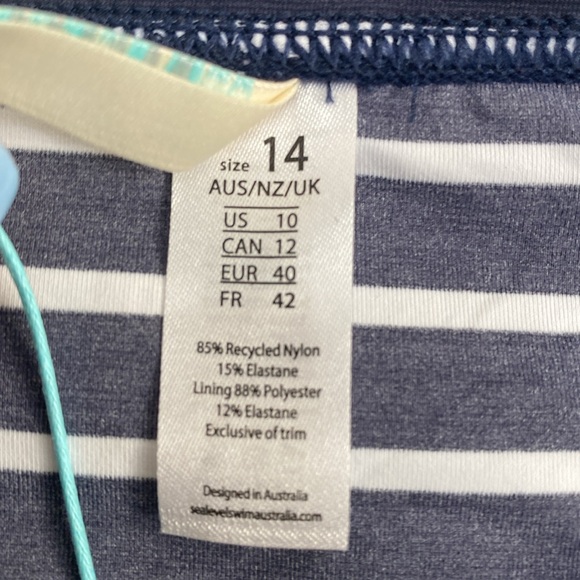 size 14
AUS/NZ/UK
US 10
CAN 12
EUR 40
FR 42
85% Recycled Nylon
15% Elastane
Lining 88% Polyester
12% Elastane
Exclusive of trim
Designed in Australia
sealevelswimaustralia.com